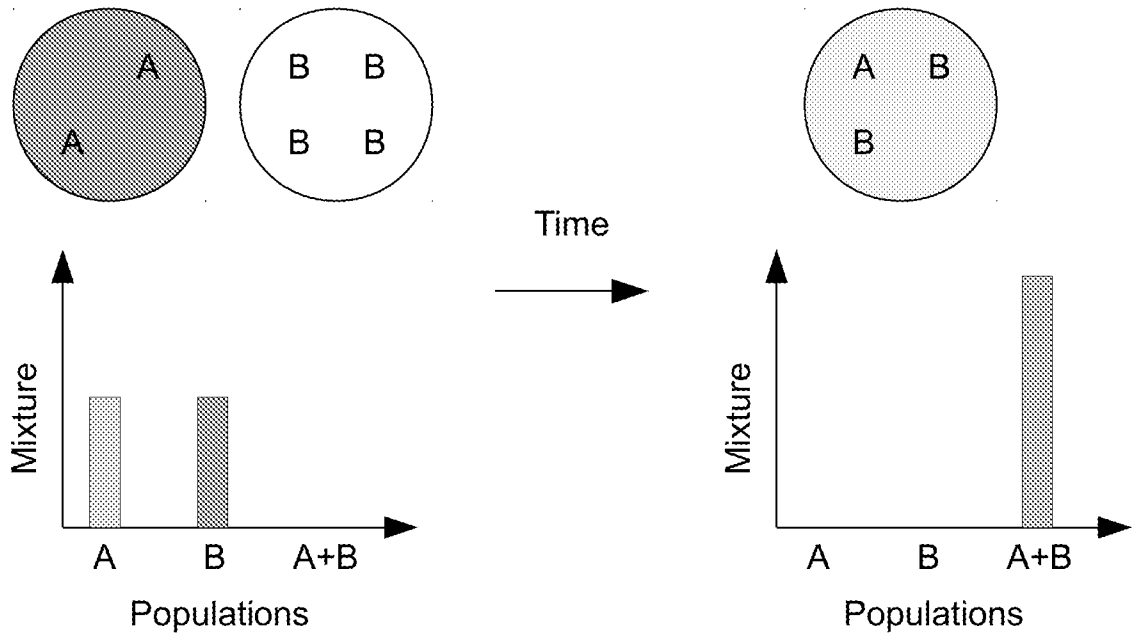 A
A
B B
B B
A B
B
Time
Mixture
A B A+B
Populations
Mixture
A B A+B
Populations